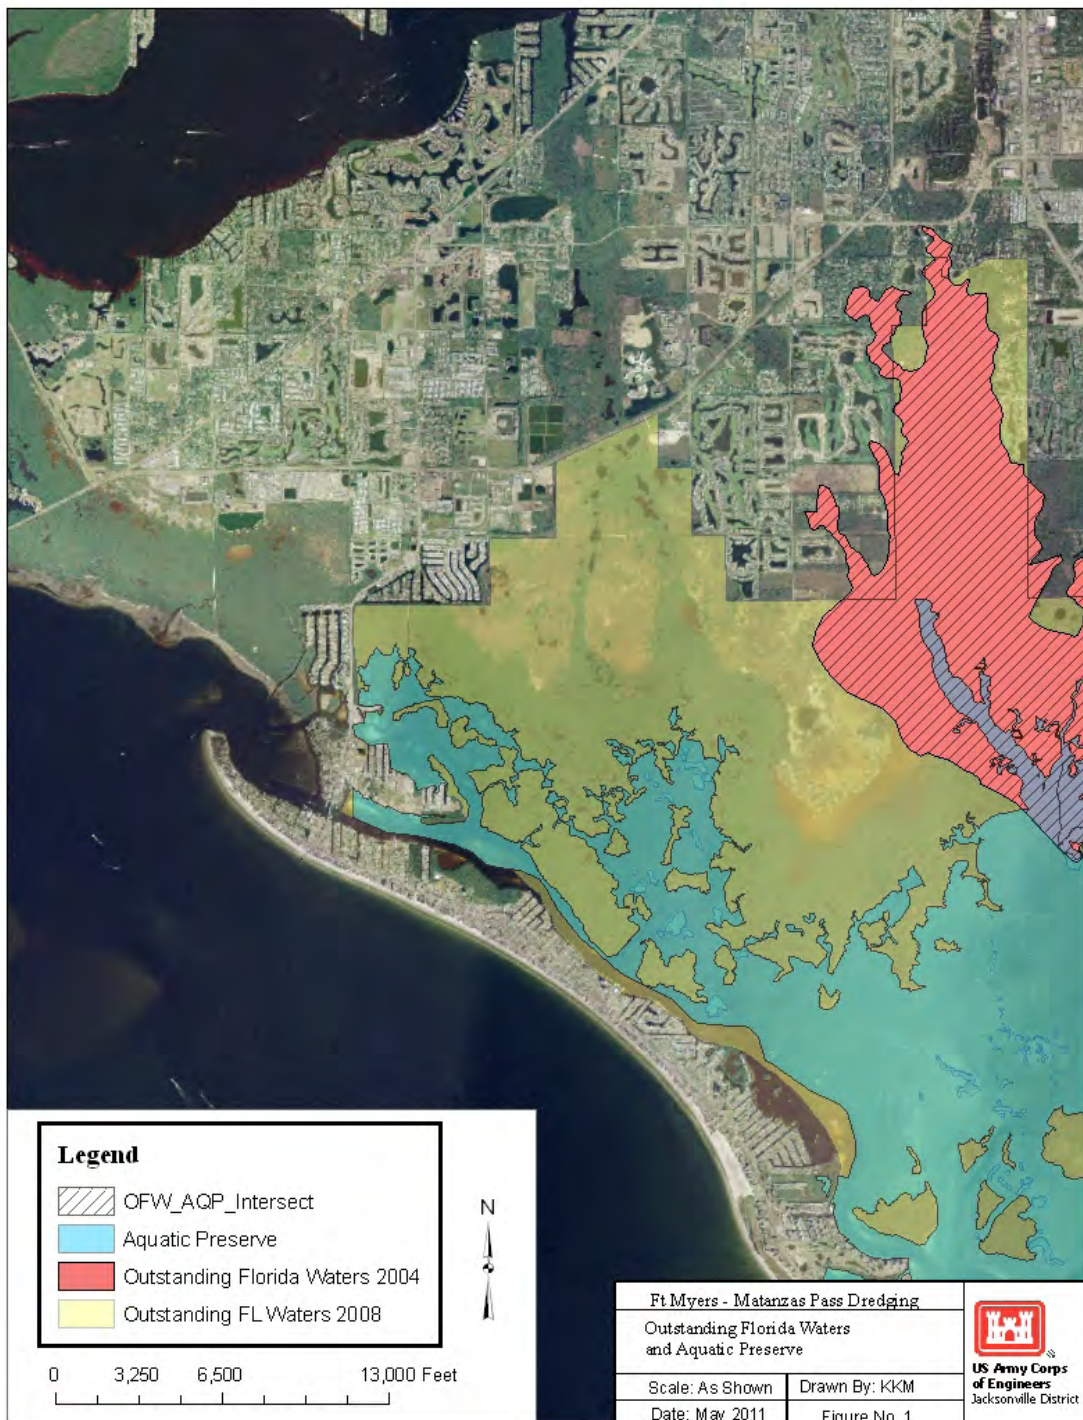 Legend
OFW_AQP_Intersect
Aquatic Preserve
Outstanding Florida Waters 2004
Outstanding FL Waters 2008
0 3,250 6,500 13,000 Feet
N
Ft Myers - Matanzas Pass Dredging
Outstanding Florida Waters
and Aquatic Preserve
Scale: As Shown
Drawn By: KKM
Date: May 2011
Figure No. 1
US Army Corps
of Engineers
Jacksonville District